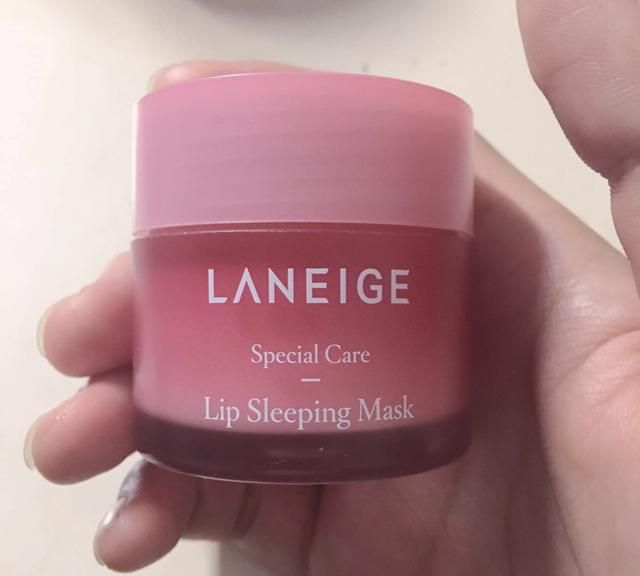 LANEIGE
Special Care
Lip Sleeping Mask